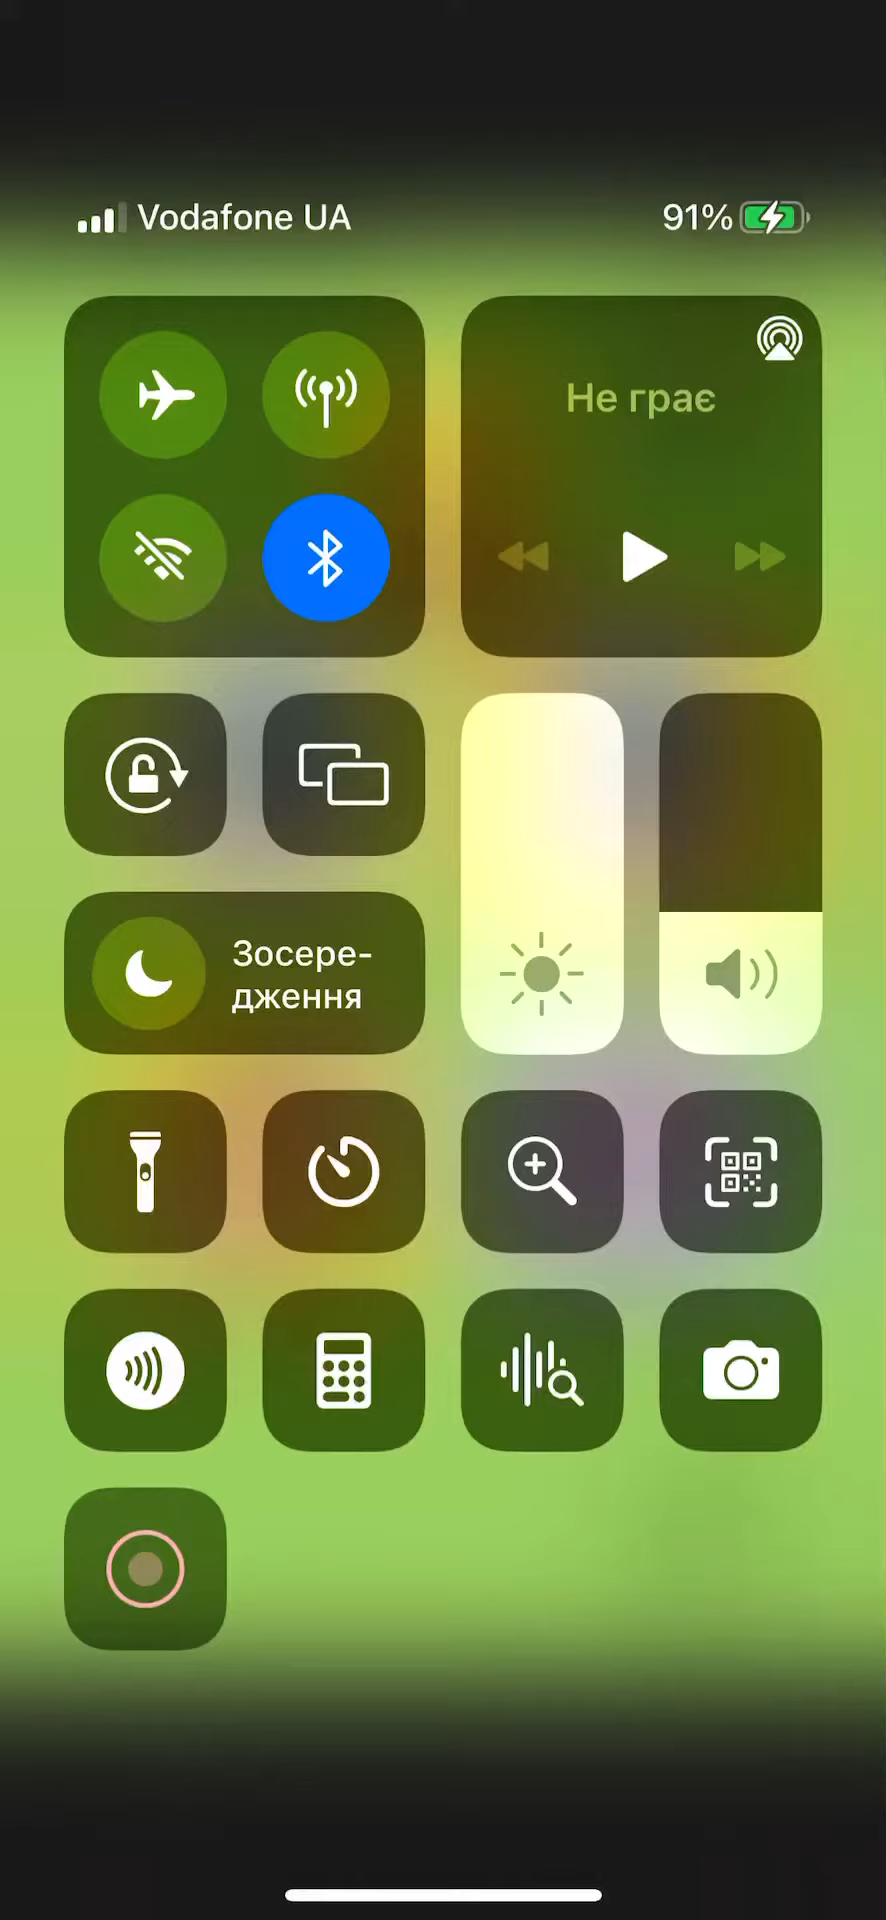 Vodafone UA
91%
Не грає
Зосере-
дження